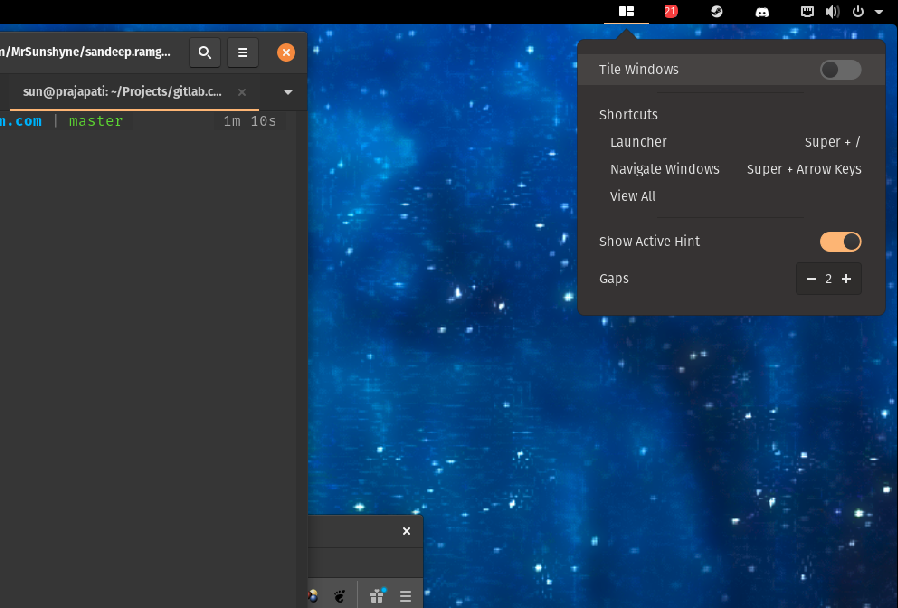 21
m/MrSunshyne/sandeep.ramg...
sun@prajapati: ~/Projects/gitlab.c...
m.com | master 1m 10s
Tile Windows
Shortcuts
Launcher Super + /
Navigate Windows Super + Arrow Keys
View All
Show Active Hint
Gaps − 2 +